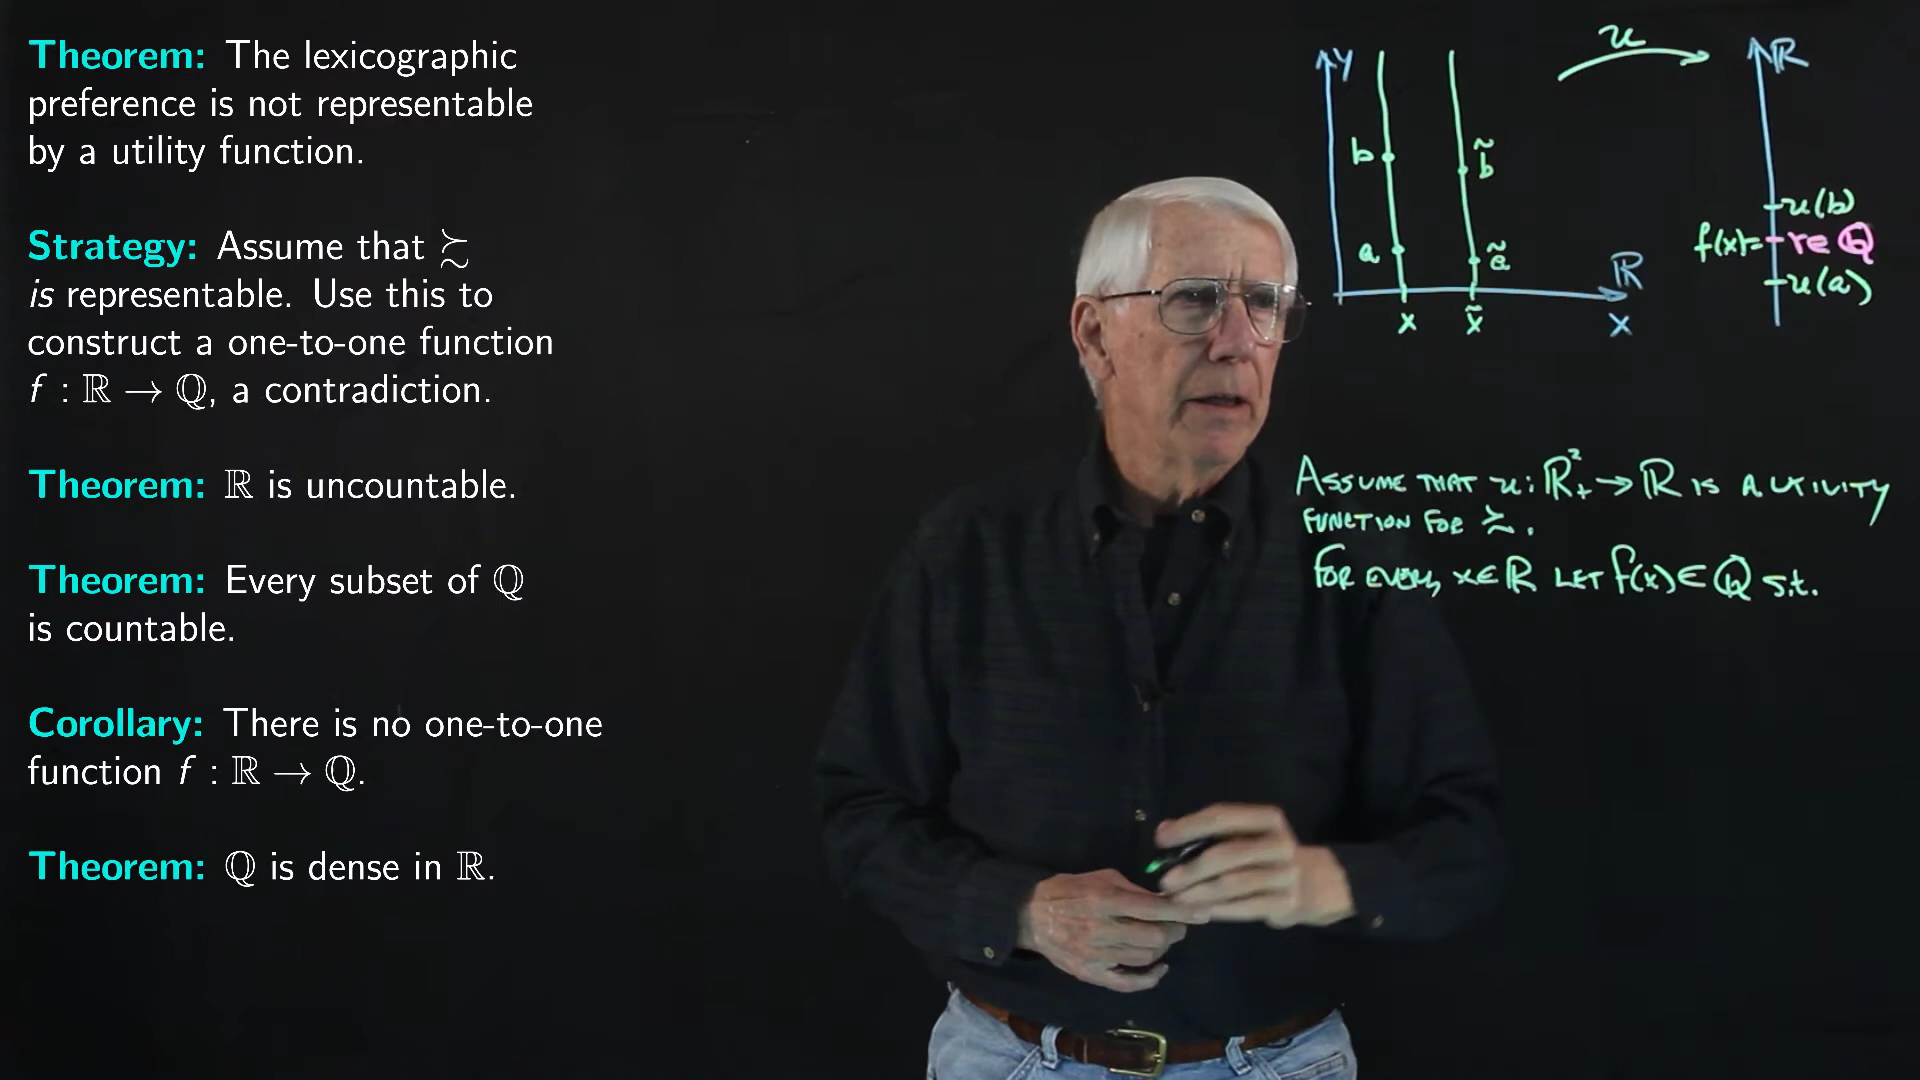 Theorem: The lexicographic
preference is not representable
by a utility function.
Strategy: Assume that ≿
is representable. Use this to
construct a one-to-one function
f : ℝ → ℚ, a contradiction.
Theorem: ℝ is uncountable.
Theorem: Every subset of ℚ
is countable.
Corollary: There is no one-to-one
function f : ℝ → ℚ.
Theorem: ℚ is dense in ℝ.
u
Y
ℝ
b
b̃
u(b)
a
ã
f(x)= r∈ℚ
u(a)
ℝ
x
x̃
X
ASSUME THAT u: ℝ²₊ → ℝ IS A UTILITY
FUNCTION FOR ≿.
FOR EVERY x∈ℝ LET f(x)∈ℚ s.t.